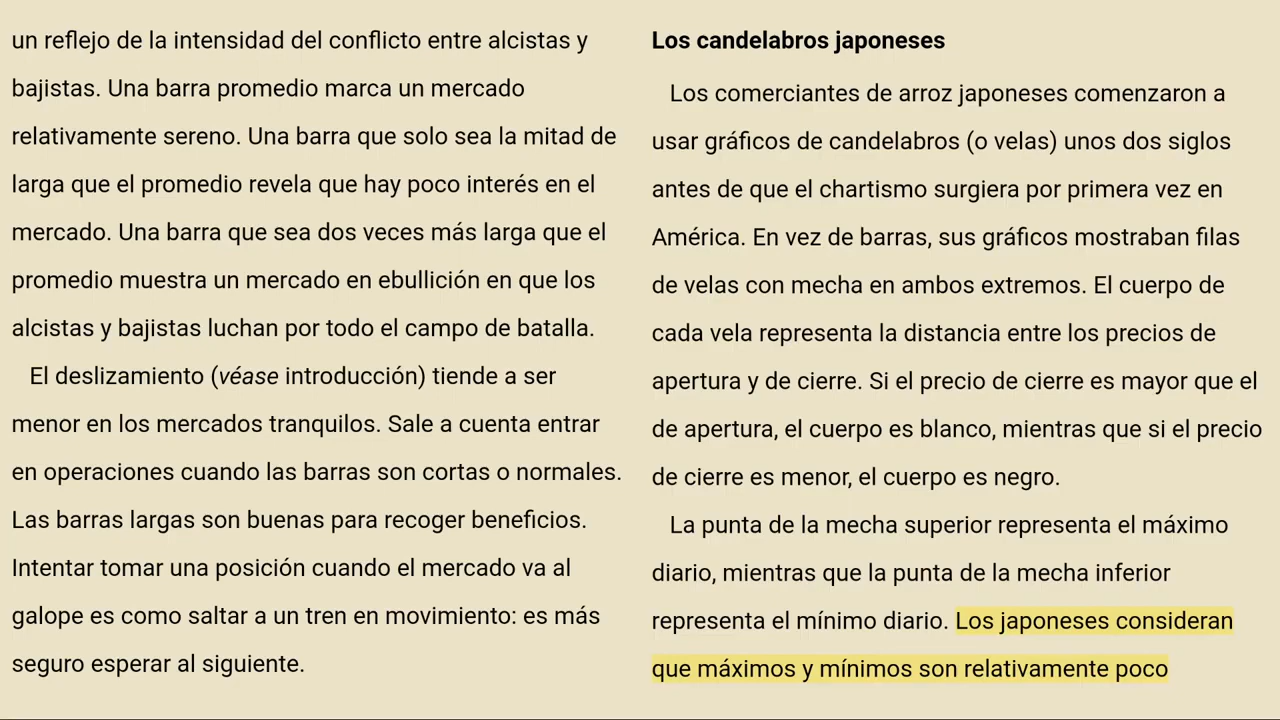 un reflejo de la intensidad del conflicto entre alcistas y
bajistas. Una barra promedio marca un mercado
relativamente sereno. Una barra que solo sea la mitad de
larga que el promedio revela que hay poco interés en el
mercado. Una barra que sea dos veces más larga que el
promedio muestra un mercado en ebullición en que los
alcistas y bajistas luchan por todo el campo de batalla.
El deslizamiento (véase introducción) tiende a ser
menor en los mercados tranquilos. Sale a cuenta entrar
en operaciones cuando las barras son cortas o normales.
Las barras largas son buenas para recoger beneficios.
Intentar tomar una posición cuando el mercado va al
galope es como saltar a un tren en movimiento: es más
seguro esperar al siguiente.
Los candelabros japoneses
Los comerciantes de arroz japoneses comenzaron a
usar gráficos de candelabros (o velas) unos dos siglos
antes de que el chartismo surgiera por primera vez en
América. En vez de barras, sus gráficos mostraban filas
de velas con mecha en ambos extremos. El cuerpo de
cada vela representa la distancia entre los precios de
apertura y de cierre. Si el precio de cierre es mayor que el
de apertura, el cuerpo es blanco, mientras que si el precio
de cierre es menor, el cuerpo es negro.
La punta de la mecha superior representa el máximo
diario, mientras que la punta de la mecha inferior
representa el mínimo diario. Los japoneses consideran
que máximos y mínimos son relativamente poco